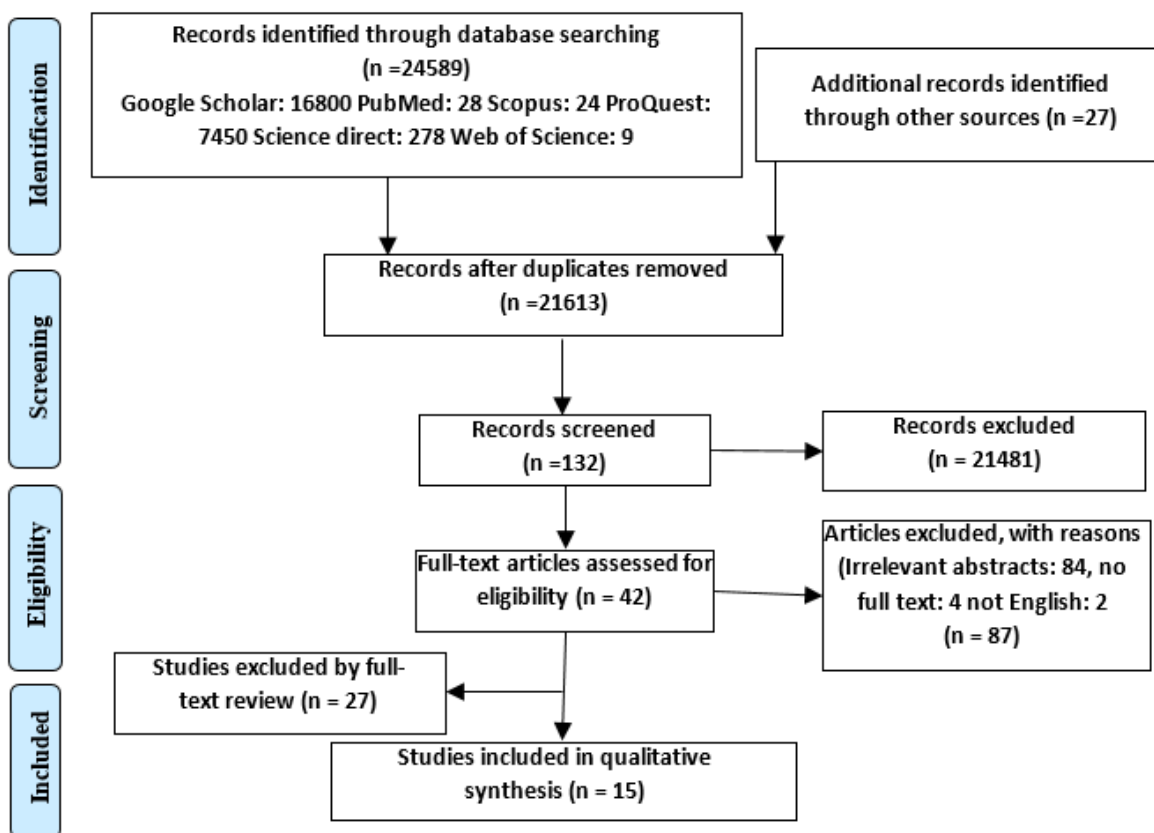 Identification
Records identified through database searching
(n =24589)
Google Scholar: 16800 PubMed: 28 Scopus: 24 ProQuest:
7450 Science direct: 278 Web of Science: 9
Additional records identified
through other sources (n =27)
Records after duplicates removed
(n =21613)
Screening
Records screened
(n =132)
Records excluded
(n = 21481)
Eligibility
Full-text articles assessed for
eligibility (n = 42)
Articles excluded, with reasons
(Irrelevant abstracts: 84, no
full text: 4 not English: 2
(n = 87)
Studies excluded by full-
text review (n = 27)
Included
Studies included in qualitative
synthesis (n = 15)